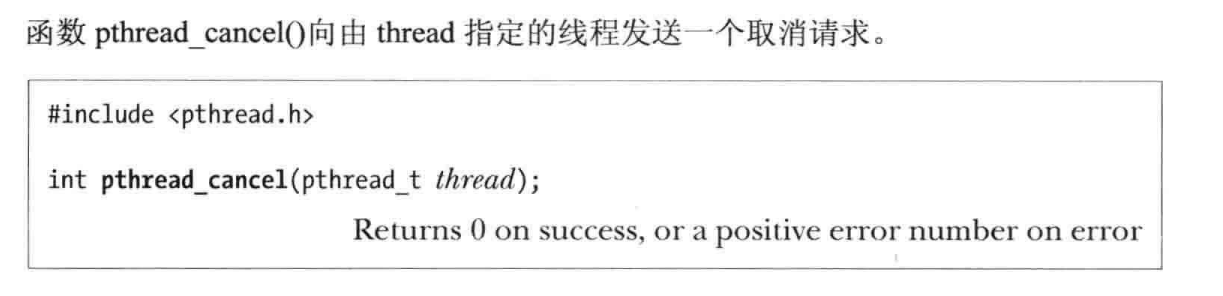 函数 pthread_cancel()向由 thread 指定的线程发送一个取消请求。
#include <pthread.h>
int pthread_cancel(pthread_t thread);
Returns 0 on success, or a positive error number on error